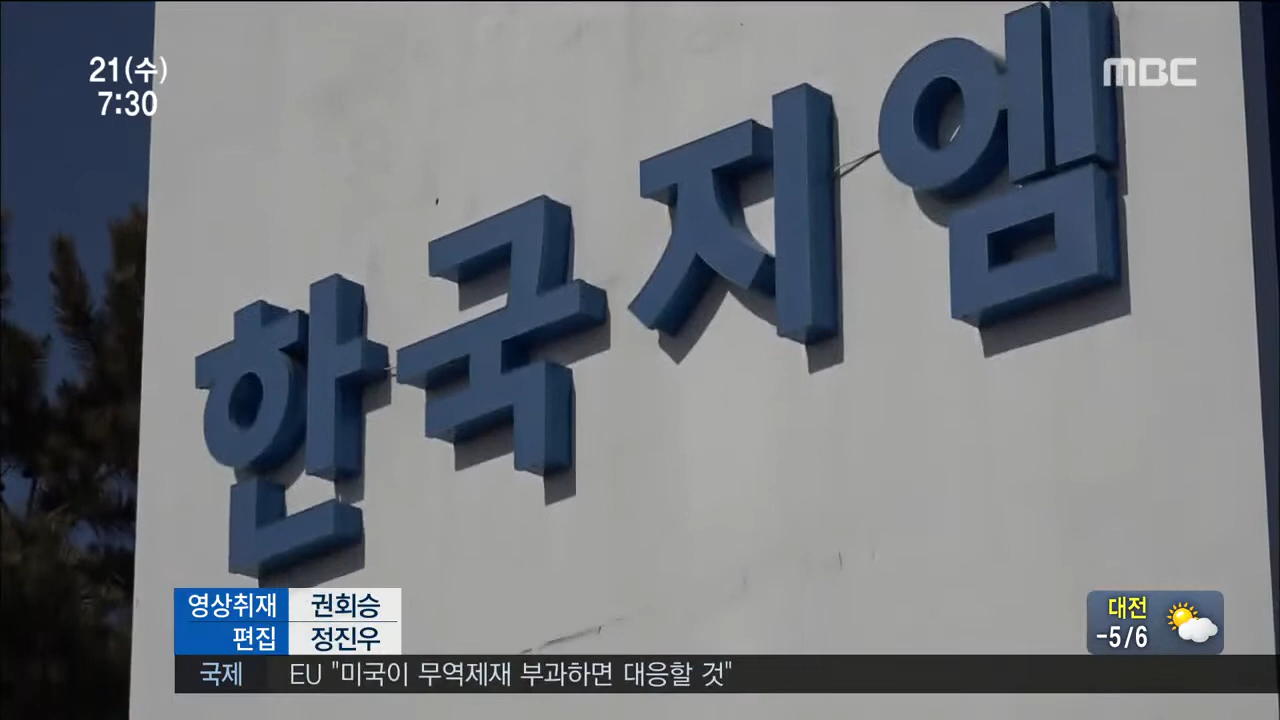 21(수)
7:30
MBC
한국지엠
영상취재 권회승
편집 정진우
대전
-5/6
국제 EU "미국이 무역제재 부과하면 대응할 것"